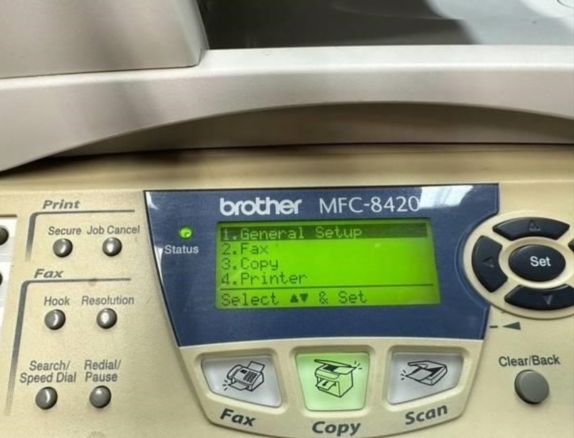 brother MFC-8420
Print
Secure Job Cancel
Status
1.General Setup
2.Fax
3.Copy
4.Printer
Select ▲▼ & Set
Set
Fax
Hook Resolution
Search/ Redial/
Speed Dial Pause
Clear/Back
Fax Copy Scan